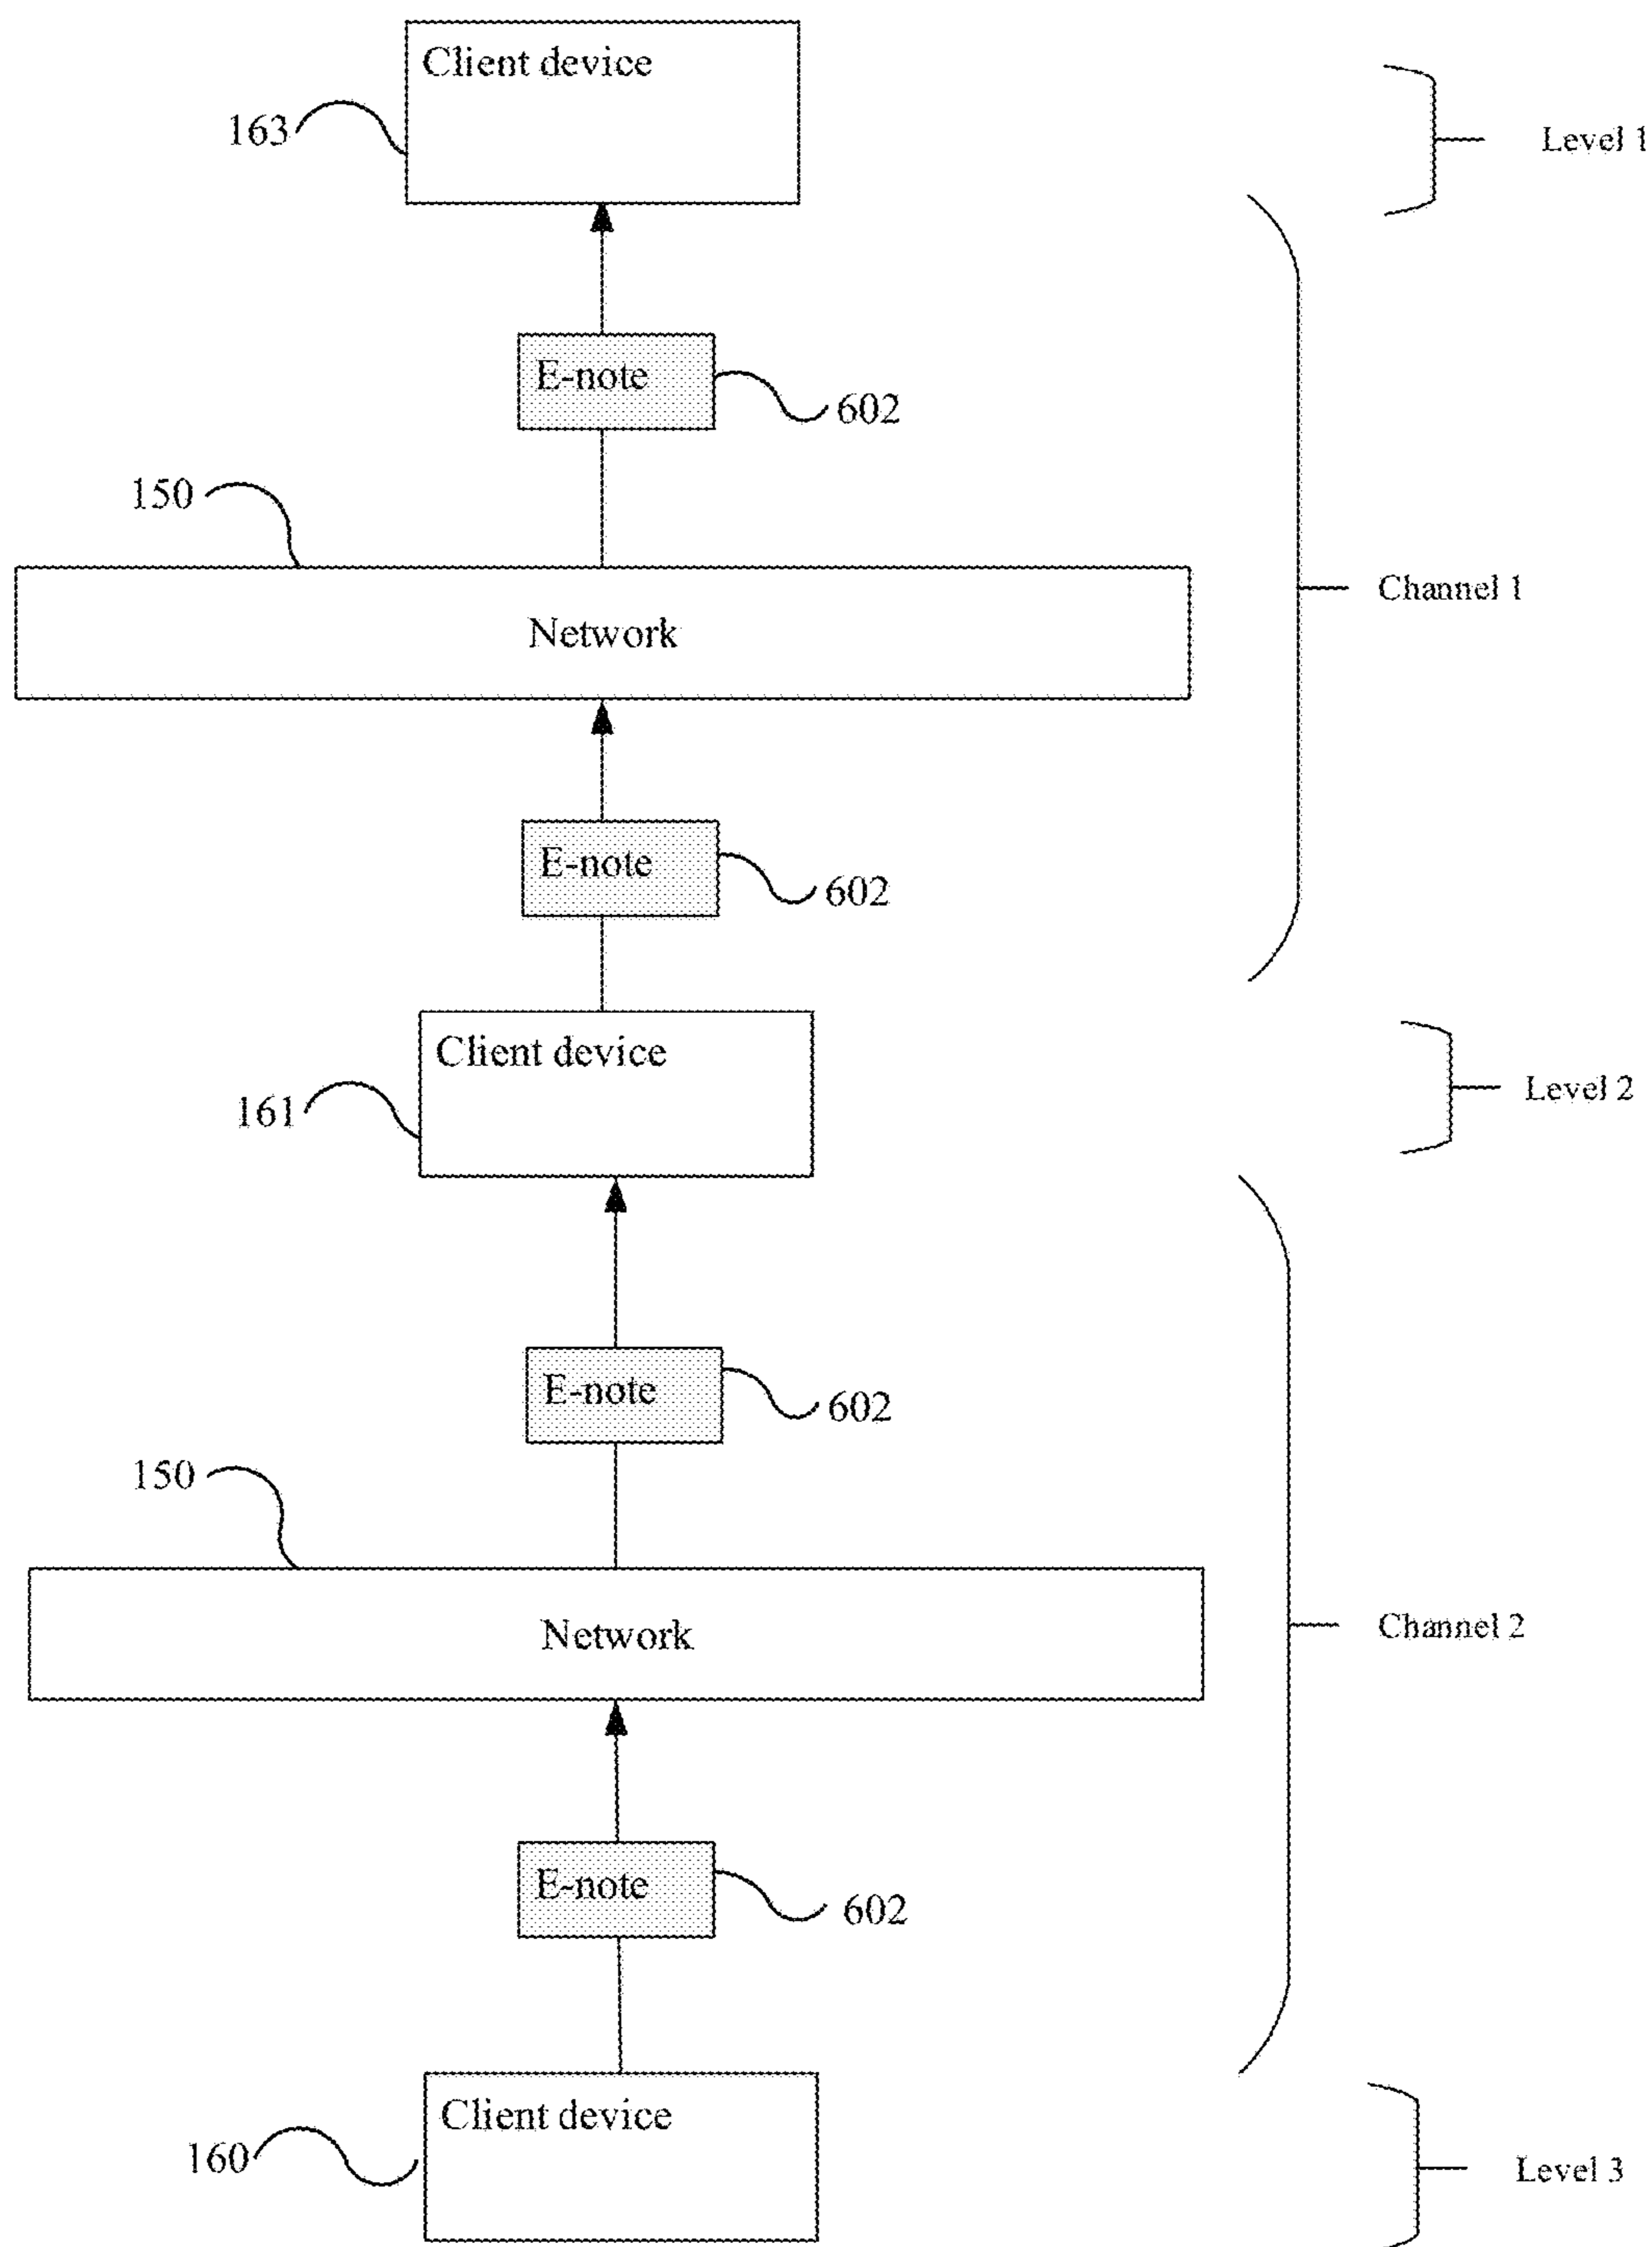 Client device
163
Level 1
E-note
602
150
Channel 1
Network
E-note
602
Client device
161
Level 2
E-note
602
150
Channel 2
Network
E-note
602
Client device
160
Level 3